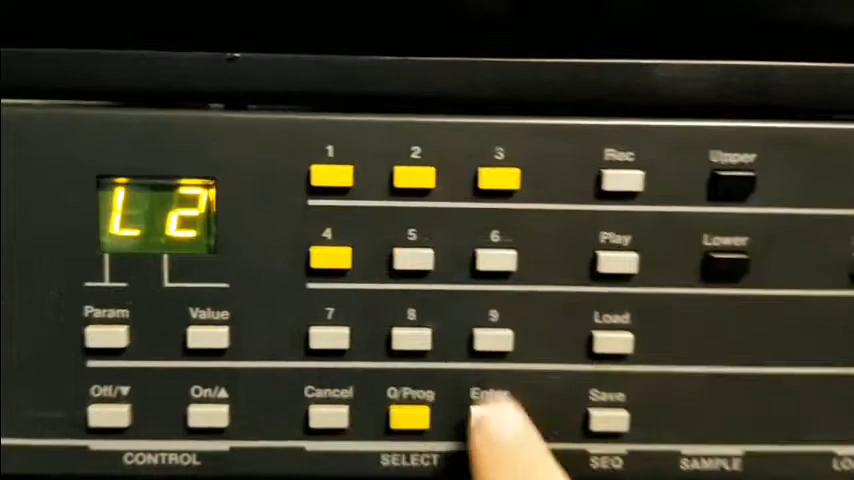 1 2 3 Rec Upper
L 2
4 5 6 Play Lower
Param Value 7 8 9 Load
Off/▼ On/▲ Cancel 0/Prog Save
CONTROL SELECT SEQ SAMPLE